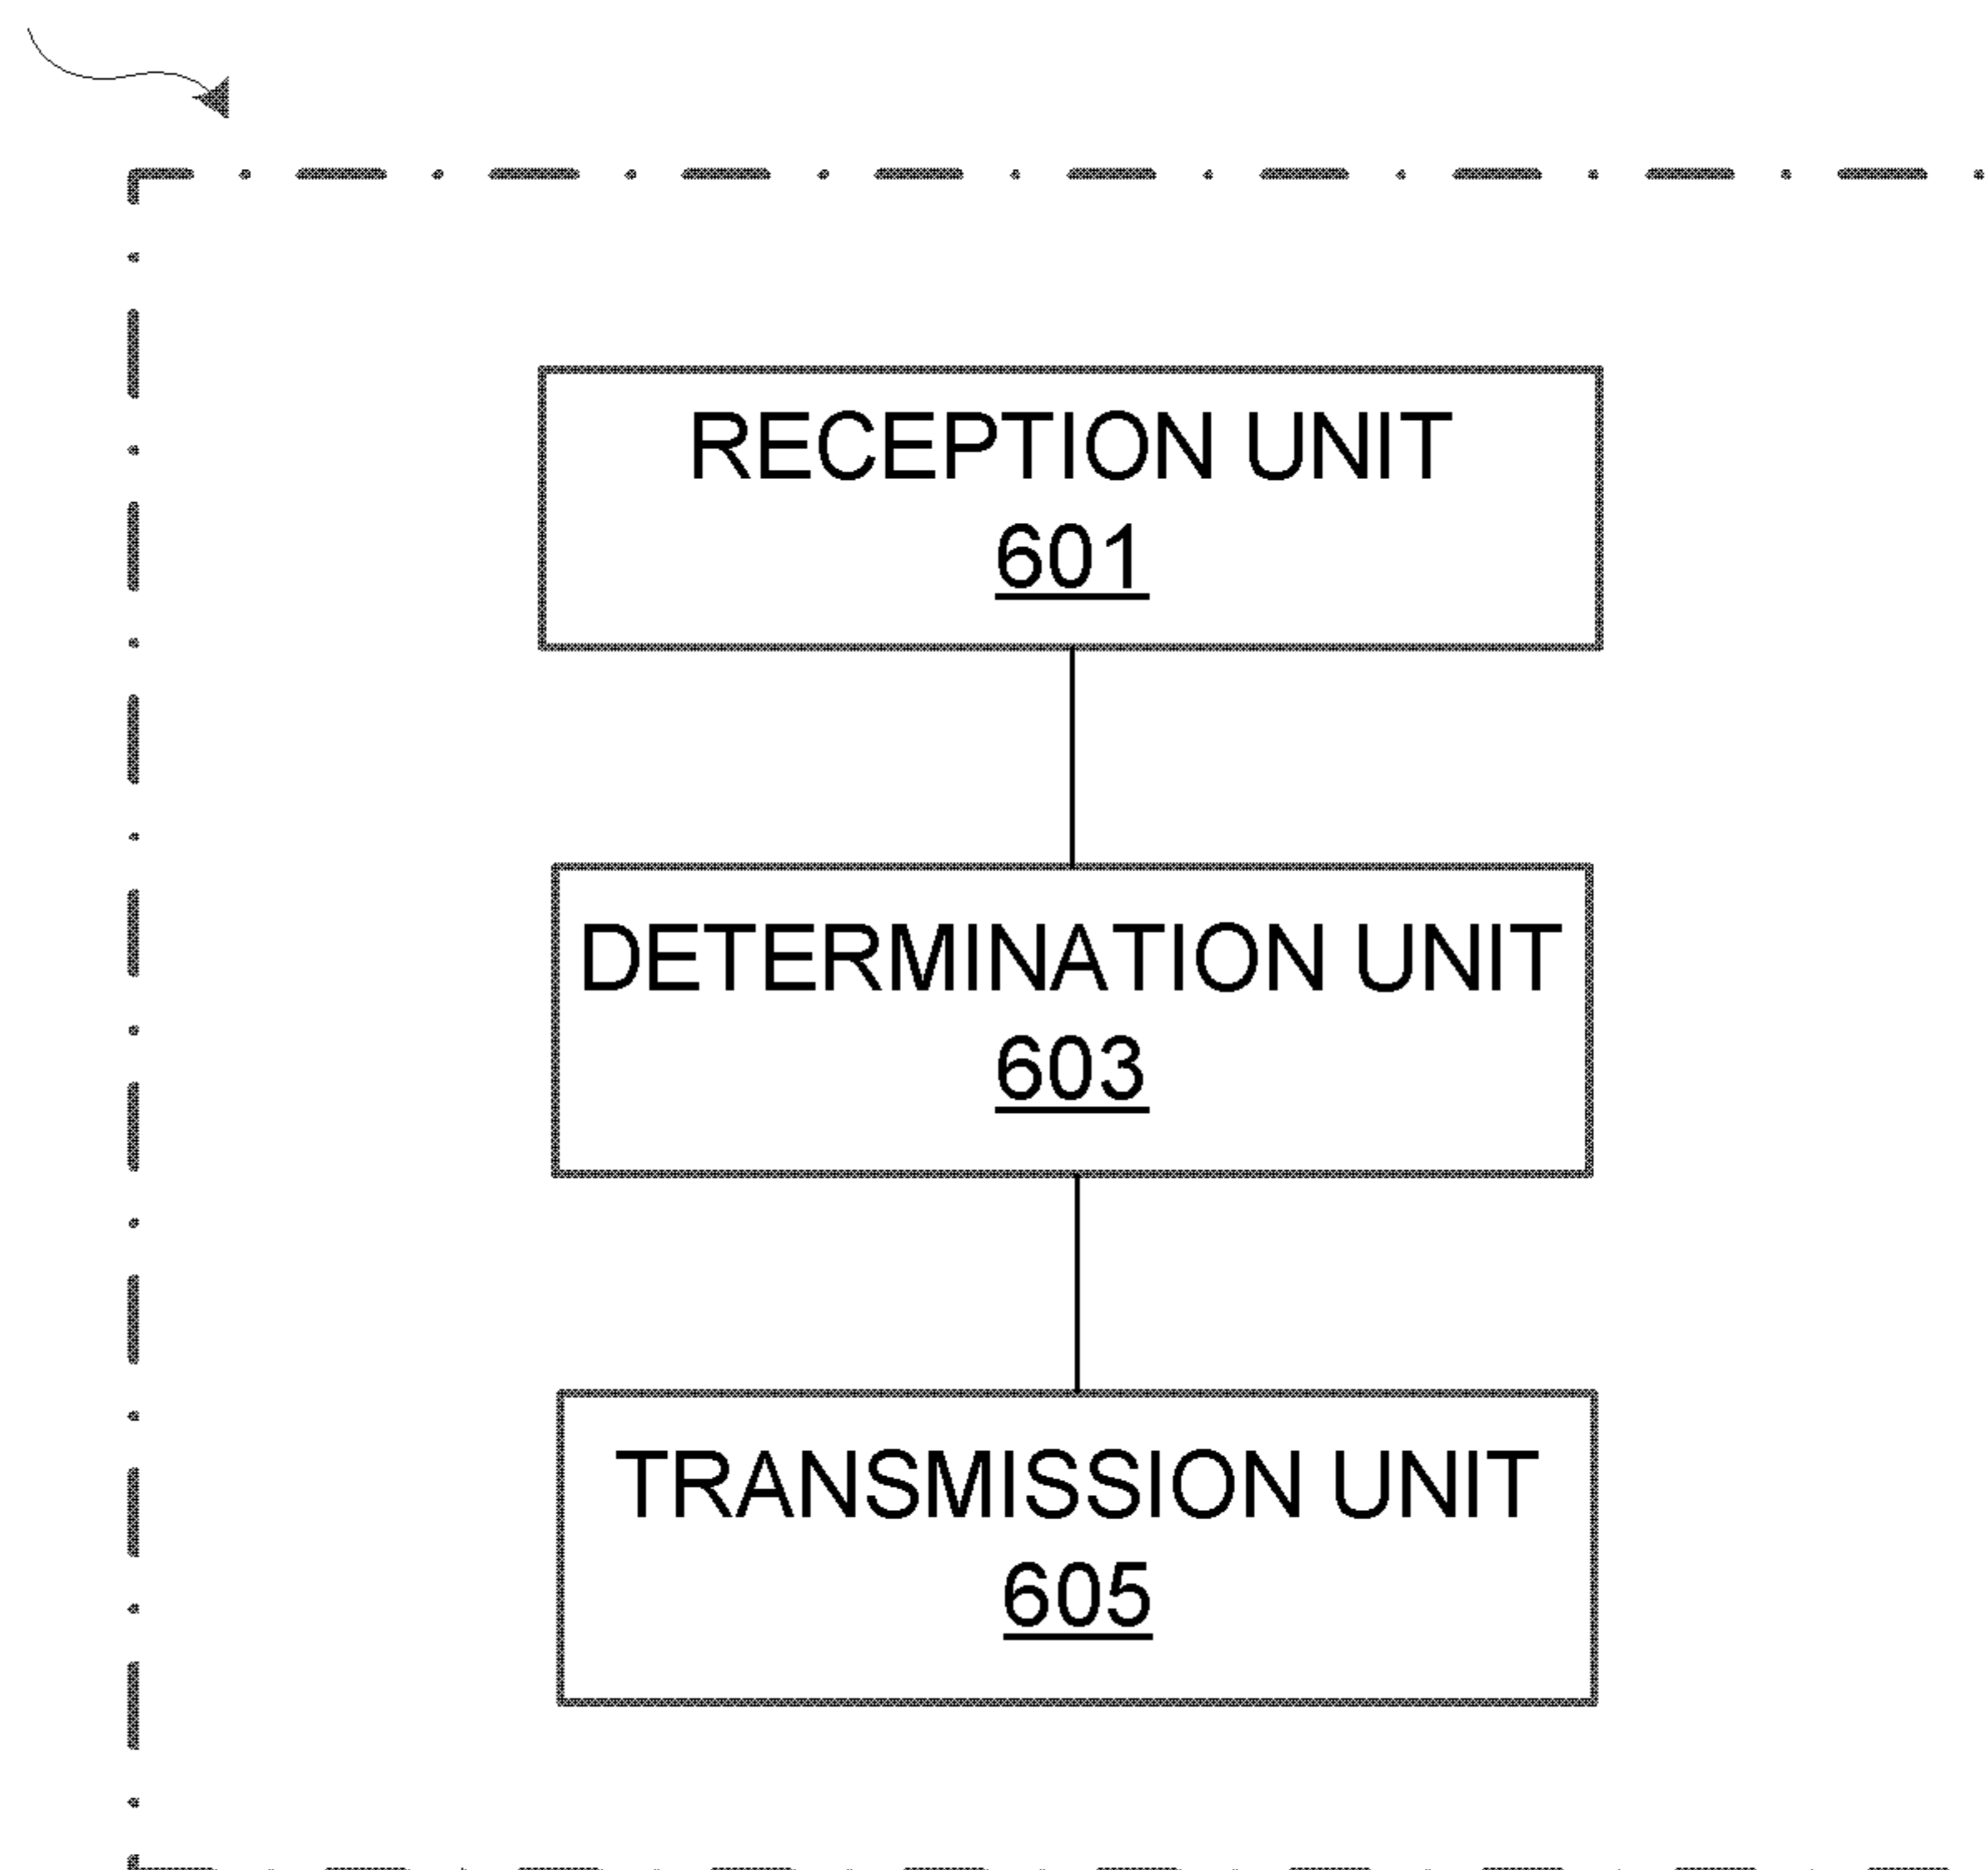 RECEPTION UNIT
601
DETERMINATION UNIT
603
TRANSMISSION UNIT
605